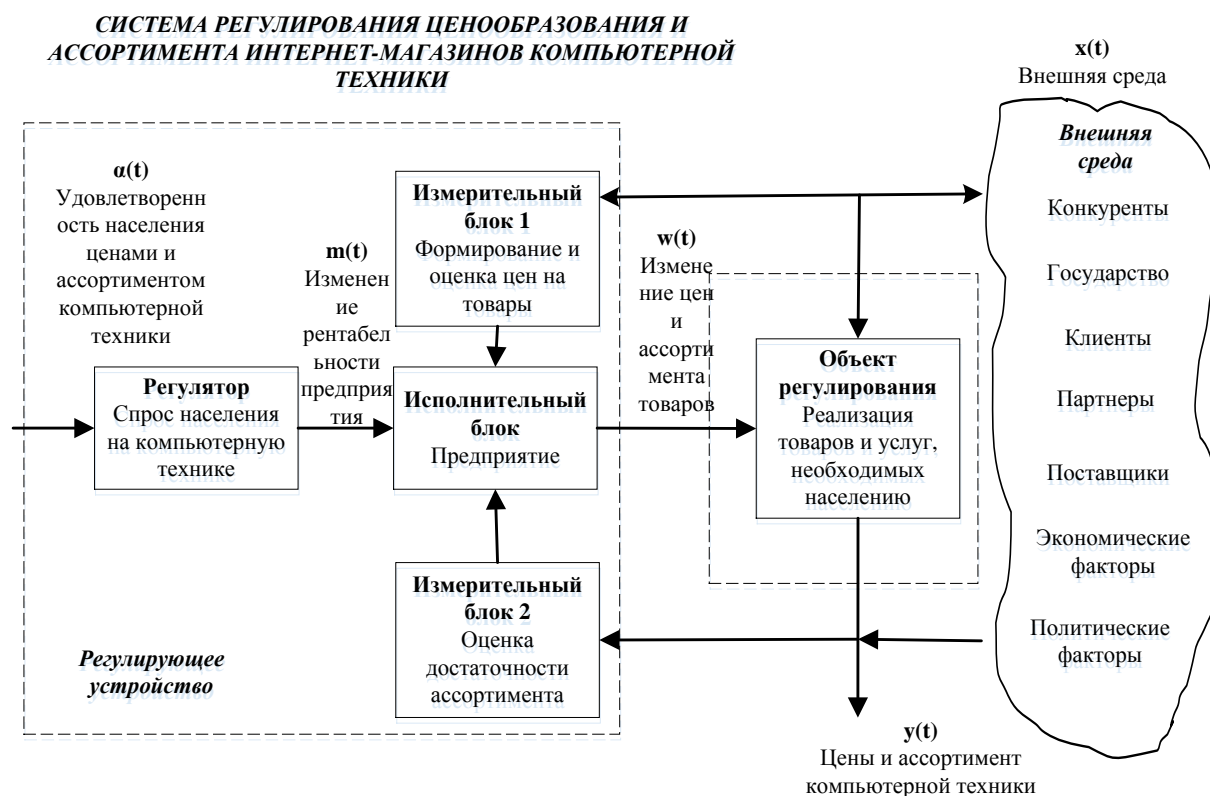 СИСТЕМА РЕГУЛИРОВАНИЯ ЦЕНООБРАЗОВАНИЯ И
АССОРТИМЕНТА ИНТЕРНЕТ-МАГАЗИНОВ КОМПЬЮТЕРНОЙ
ТЕХНИКИ
x(t)
Внешняя среда
Внешняя
среда
Конкуренты
Государство
Клиенты
Партнеры
Поставщики
Экономические
факторы
Политические
факторы
α(t)
Удовлетворенн
ость населения
ценами и
ассортиментом
компьютерной
техники
Регулятор
Спрос населения
на компьютерную
технике
m(t)
Изменен
ие
рентабел
ьности
предприя
тия
Измерительный
блок 1
Формирование и
оценка цен на
товары
Исполнительный
блок
Предприятие
Измерительный
блок 2
Оценка
достаточности
ассортимента
w(t)
Измене
ние цен
и
ассорти
мента
товаров
Объект
регулирования
Реализация
товаров и услуг,
необходимых
населению
Регулирующее
устройство
y(t)
Цены и ассортимент
компьютерной техники